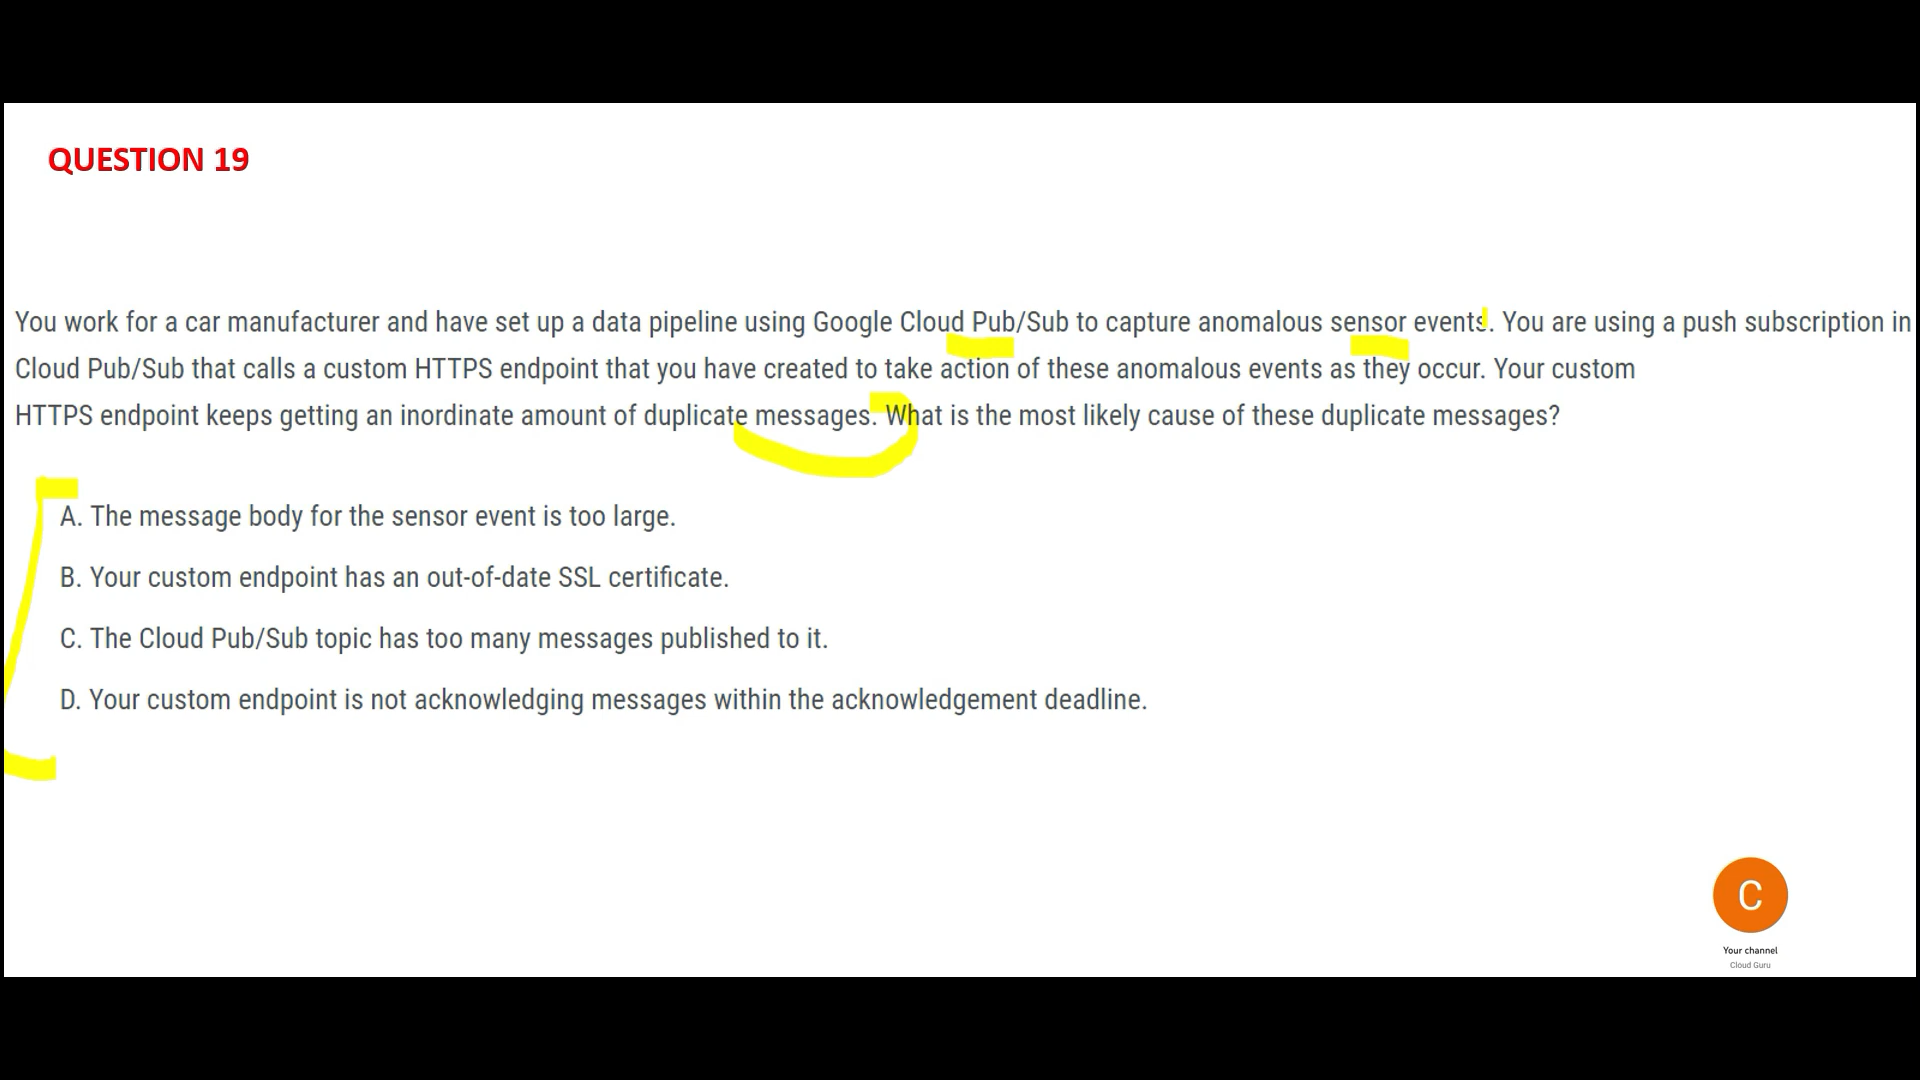 QUESTION 19
You work for a car manufacturer and have set up a data pipeline using Google Cloud Pub/Sub to capture anomalous sensor events. You are using a push subscription in
Cloud Pub/Sub that calls a custom HTTPS endpoint that you have created to take action of these anomalous events as they occur. Your custom
HTTPS endpoint keeps getting an inordinate amount of duplicate messages. What is the most likely cause of these duplicate messages?
A. The message body for the sensor event is too large.
B. Your custom endpoint has an out-of-date SSL certificate.
C. The Cloud Pub/Sub topic has too many messages published to it.
D. Your custom endpoint is not acknowledging messages within the acknowledgement deadline.
C
Your channel
Cloud Guru